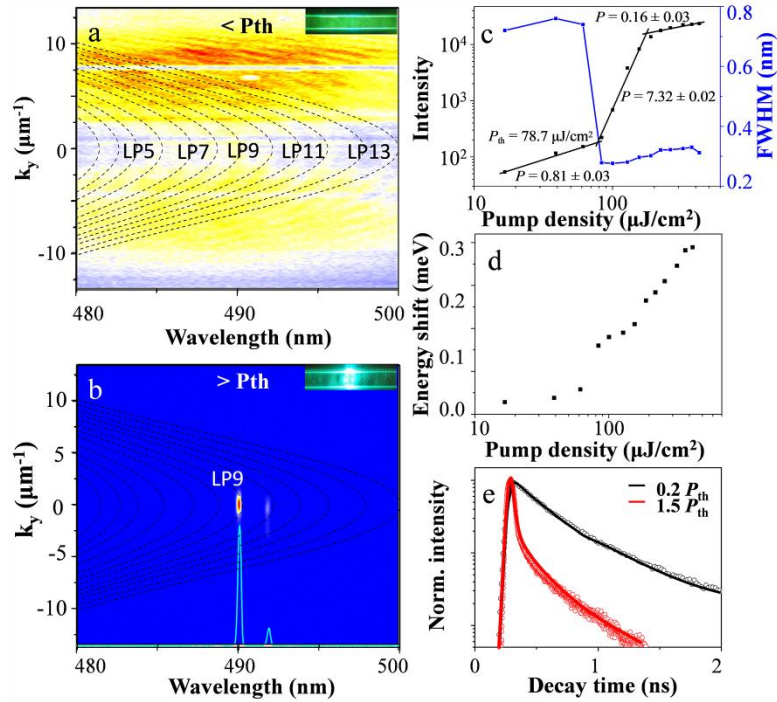 a
< Pth
10
5
0
-5
-10
k_y (μm⁻¹)
LP5
LP7
LP9
LP11
LP13
480
490
500
Wavelength (nm)
b
> Pth
10
5
0
-5
-10
k_y (μm⁻¹)
LP9
480
490
500
Wavelength (nm)
c
P = 0.16 ± 0.03
P = 7.32 ± 0.02
P_th = 78.7 μJ/cm²
P = 0.81 ± 0.03
10⁴
10³
10²
Intensity
0.8
0.6
0.4
0.2
FWHM (nm)
10
100
Pump density (μJ/cm²)
d
0.3
0.2
0.1
0.0
Energy shift (meV)
10
100
Pump density (μJ/cm²)
e
0.2 P_th
1.5 P_th
Norm. intensity
0
1
2
Decay time (ns)